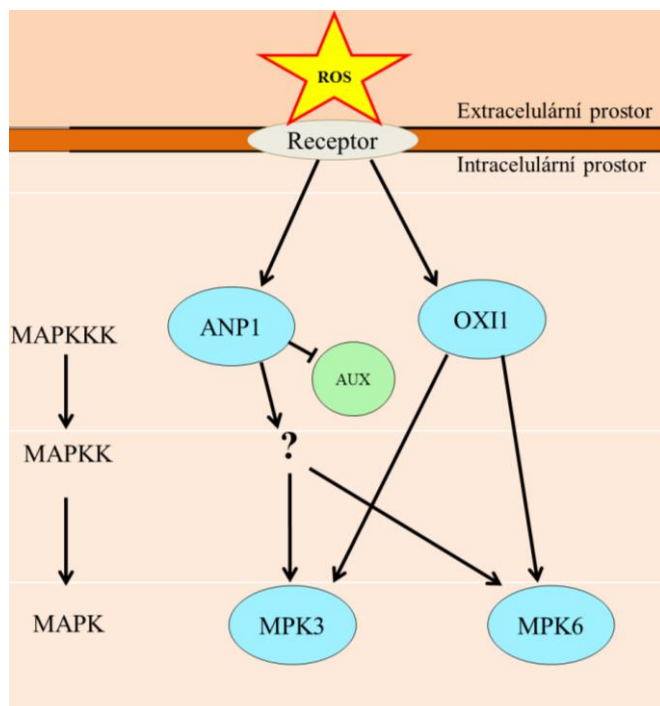 ROS
Extracelulární prostor
Receptor
Intracelulární prostor
MAPKKK
ANP1
OXI1
AUX
MAPKK
?
MAPK
MPK3
MPK6